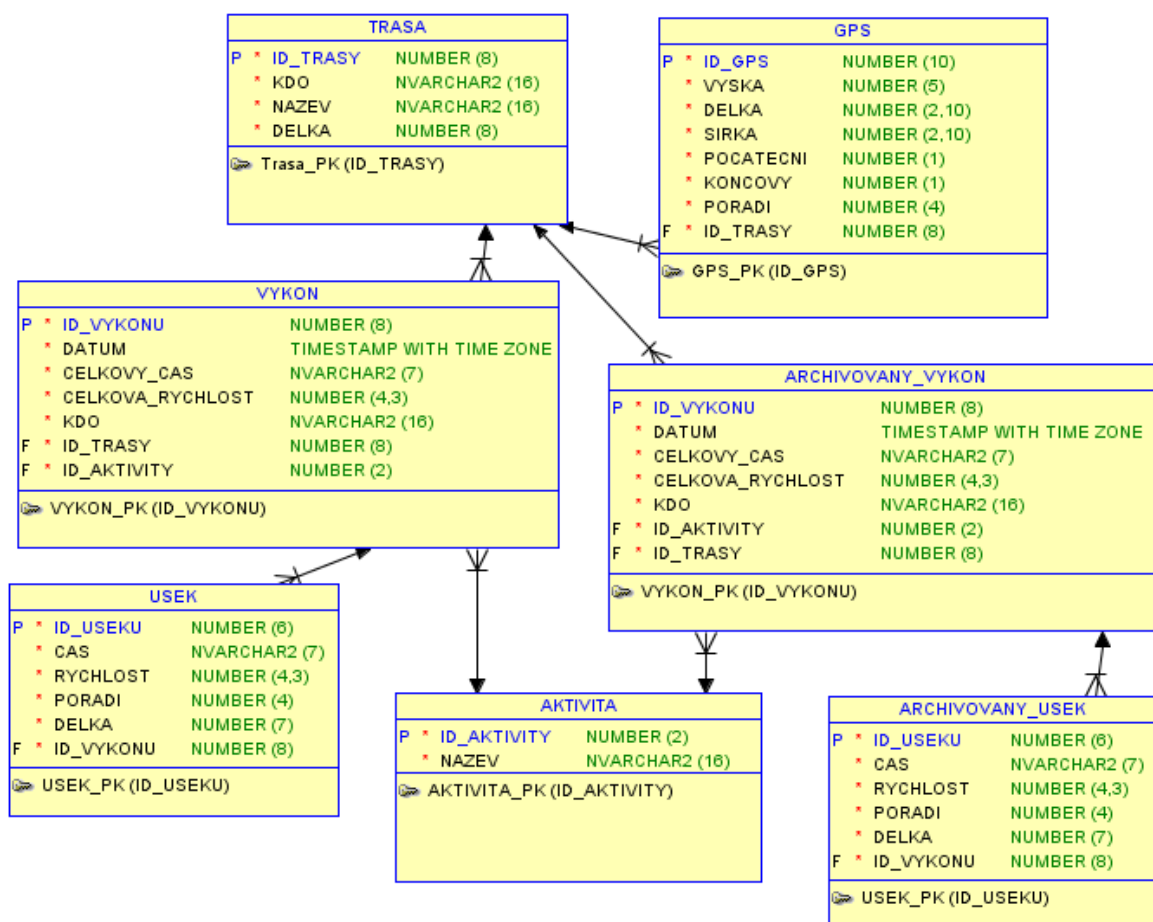 TRASA
P * ID_TRASY NUMBER (8)
* KDO NVARCHAR2 (16)
* NAZEV NVARCHAR2 (16)
* DELKA NUMBER (8)
Trasa_PK (ID_TRASY)
GPS
P * ID_GPS NUMBER (10)
* VYSKA NUMBER (5)
* DELKA NUMBER (2,10)
* SIRKA NUMBER (2,10)
* POCATECNI NUMBER (1)
* KONCOVY NUMBER (1)
* PORADI NUMBER (4)
F * ID_TRASY NUMBER (8)
GPS_PK (ID_GPS)
VYKON
P * ID_VYKONU NUMBER (8)
* DATUM TIMESTAMP WITH TIME ZONE
* CELKOVY_CAS NVARCHAR2 (7)
* CELKOVA_RYCHLOST NUMBER (4,3)
* KDO NVARCHAR2 (16)
F * ID_TRASY NUMBER (8)
F * ID_AKTIVITY NUMBER (2)
VYKON_PK (ID_VYKONU)
ARCHIVOVANY_VYKON
P * ID_VYKONU NUMBER (8)
* DATUM TIMESTAMP WITH TIME ZONE
* CELKOVY_CAS NVARCHAR2 (7)
* CELKOVA_RYCHLOST NUMBER (4,3)
* KDO NVARCHAR2 (16)
F * ID_AKTIVITY NUMBER (2)
F * ID_TRASY NUMBER (8)
VYKON_PK (ID_VYKONU)
USEK
P * ID_USEKU NUMBER (6)
* CAS NVARCHAR2 (7)
* RYCHLOST NUMBER (4,3)
* PORADI NUMBER (4)
* DELKA NUMBER (7)
F * ID_VYKONU NUMBER (8)
USEK_PK (ID_USEKU)
AKTIVITA
P * ID_AKTIVITY NUMBER (2)
* NAZEV NVARCHAR2 (16)
AKTIVITA_PK (ID_AKTIVITY)
ARCHIVOVANY_USEK
P * ID_USEKU NUMBER (6)
* CAS NVARCHAR2 (7)
* RYCHLOST NUMBER (4,3)
* PORADI NUMBER (4)
* DELKA NUMBER (7)
F * ID_VYKONU NUMBER (8)
USEK_PK (ID_USEKU)